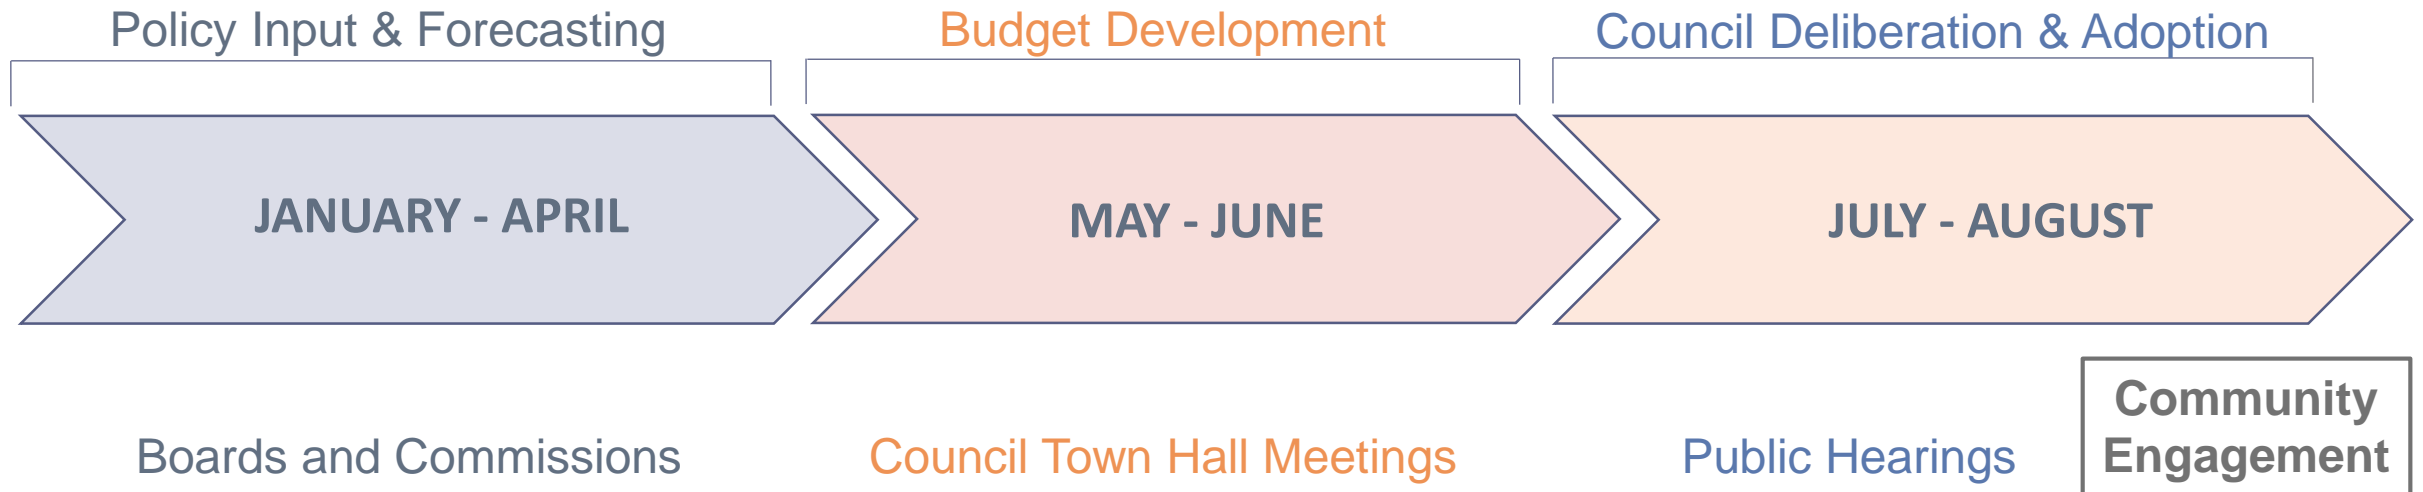 Policy Input & Forecasting
Budget Development
Council Deliberation & Adoption
JANUARY - APRIL
MAY - JUNE
JULY - AUGUST
Boards and Commissions
Council Town Hall Meetings
Public Hearings
Community
Engagement